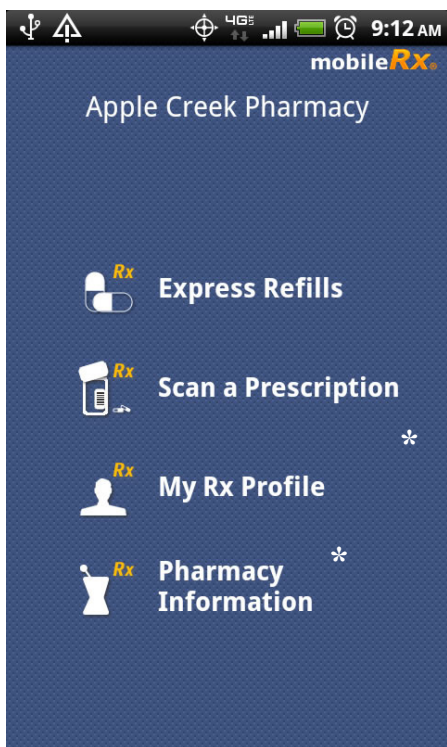 4G 9:12 AM
mobileRx®
Apple Creek Pharmacy
Rx
Express Refills
Rx
Scan a Prescription
*
Rx
My Rx Profile
*
Rx
Pharmacy
Information